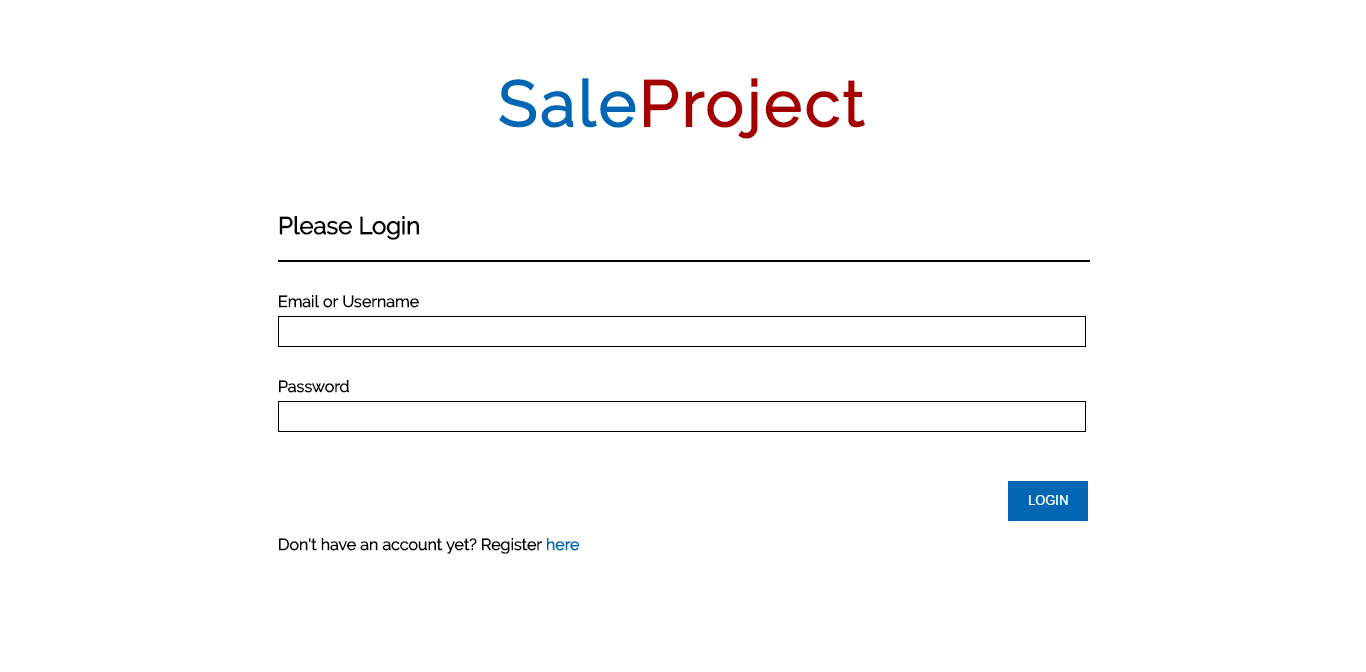 SaleProject
Please Login
Email or Username
Password
LOGIN
Don't have an account yet? Register here